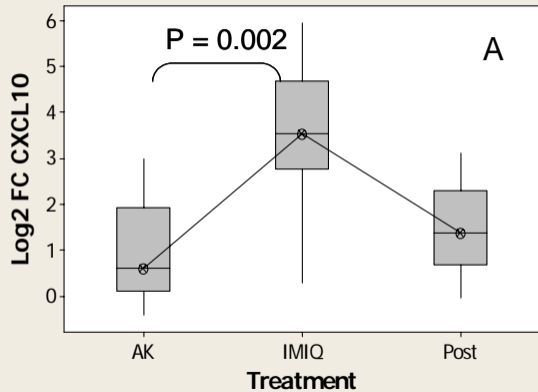 P = 0.002
A
Log2 FC CXCL10
6
5
4
3
2
1
0
AK IMIQ Post
Treatment